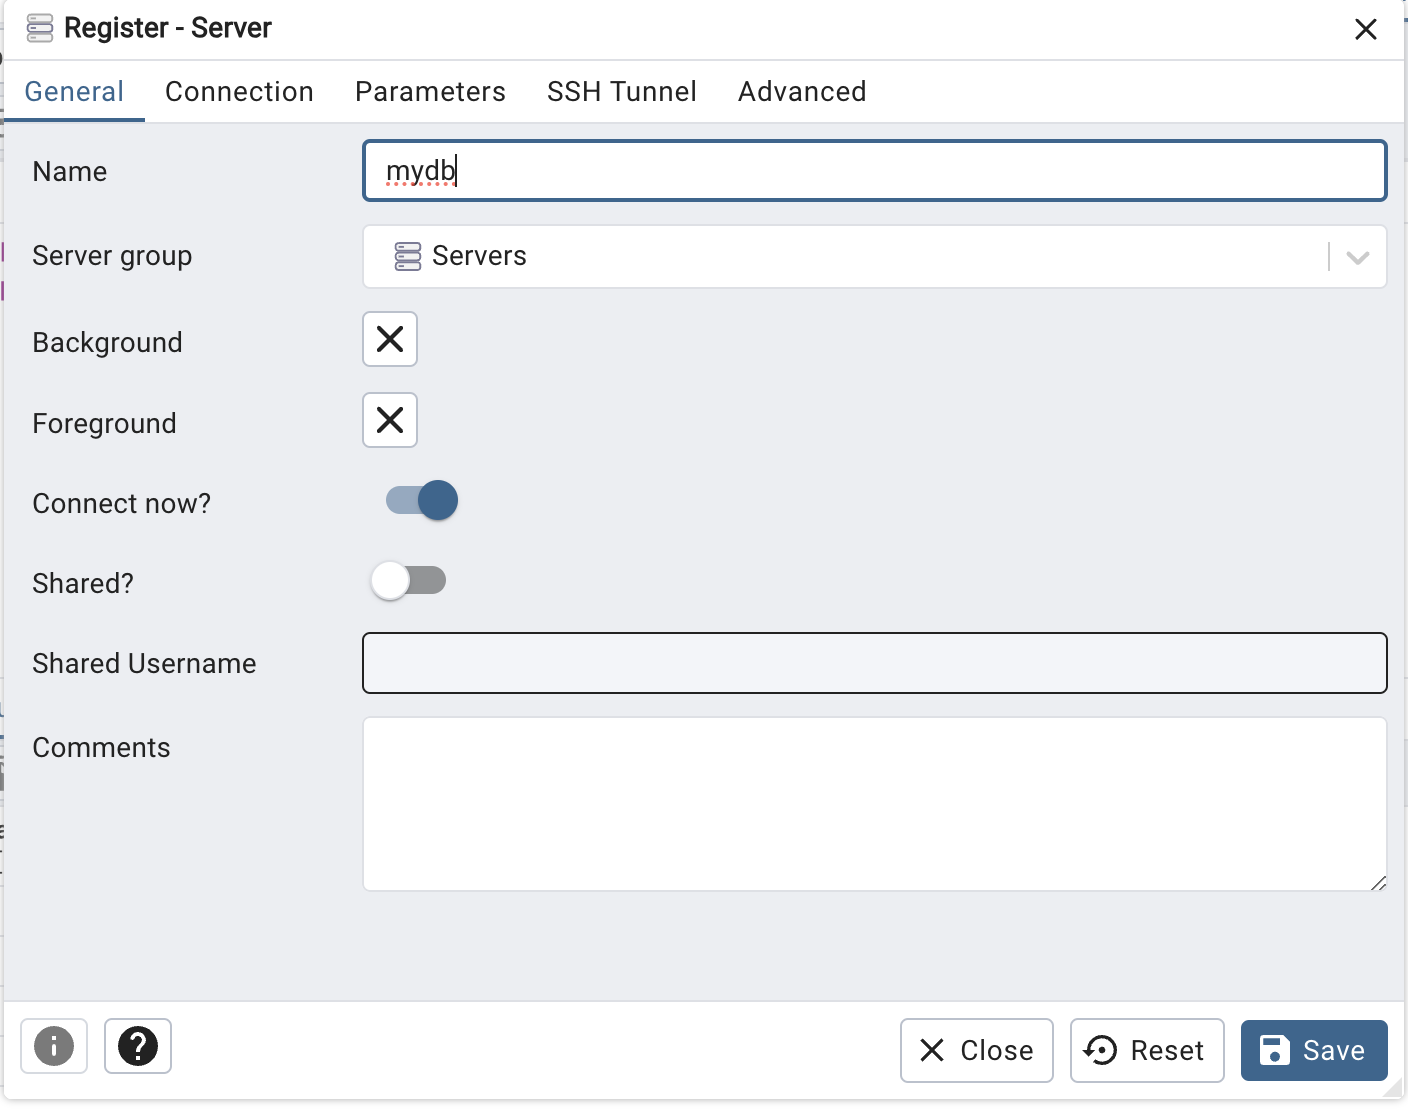 Register - Server
General Connection Parameters SSH Tunnel Advanced
Name mydb
Server group Servers
Background
Foreground
Connect now?
Shared?
Shared Username
Comments
Close Reset Save